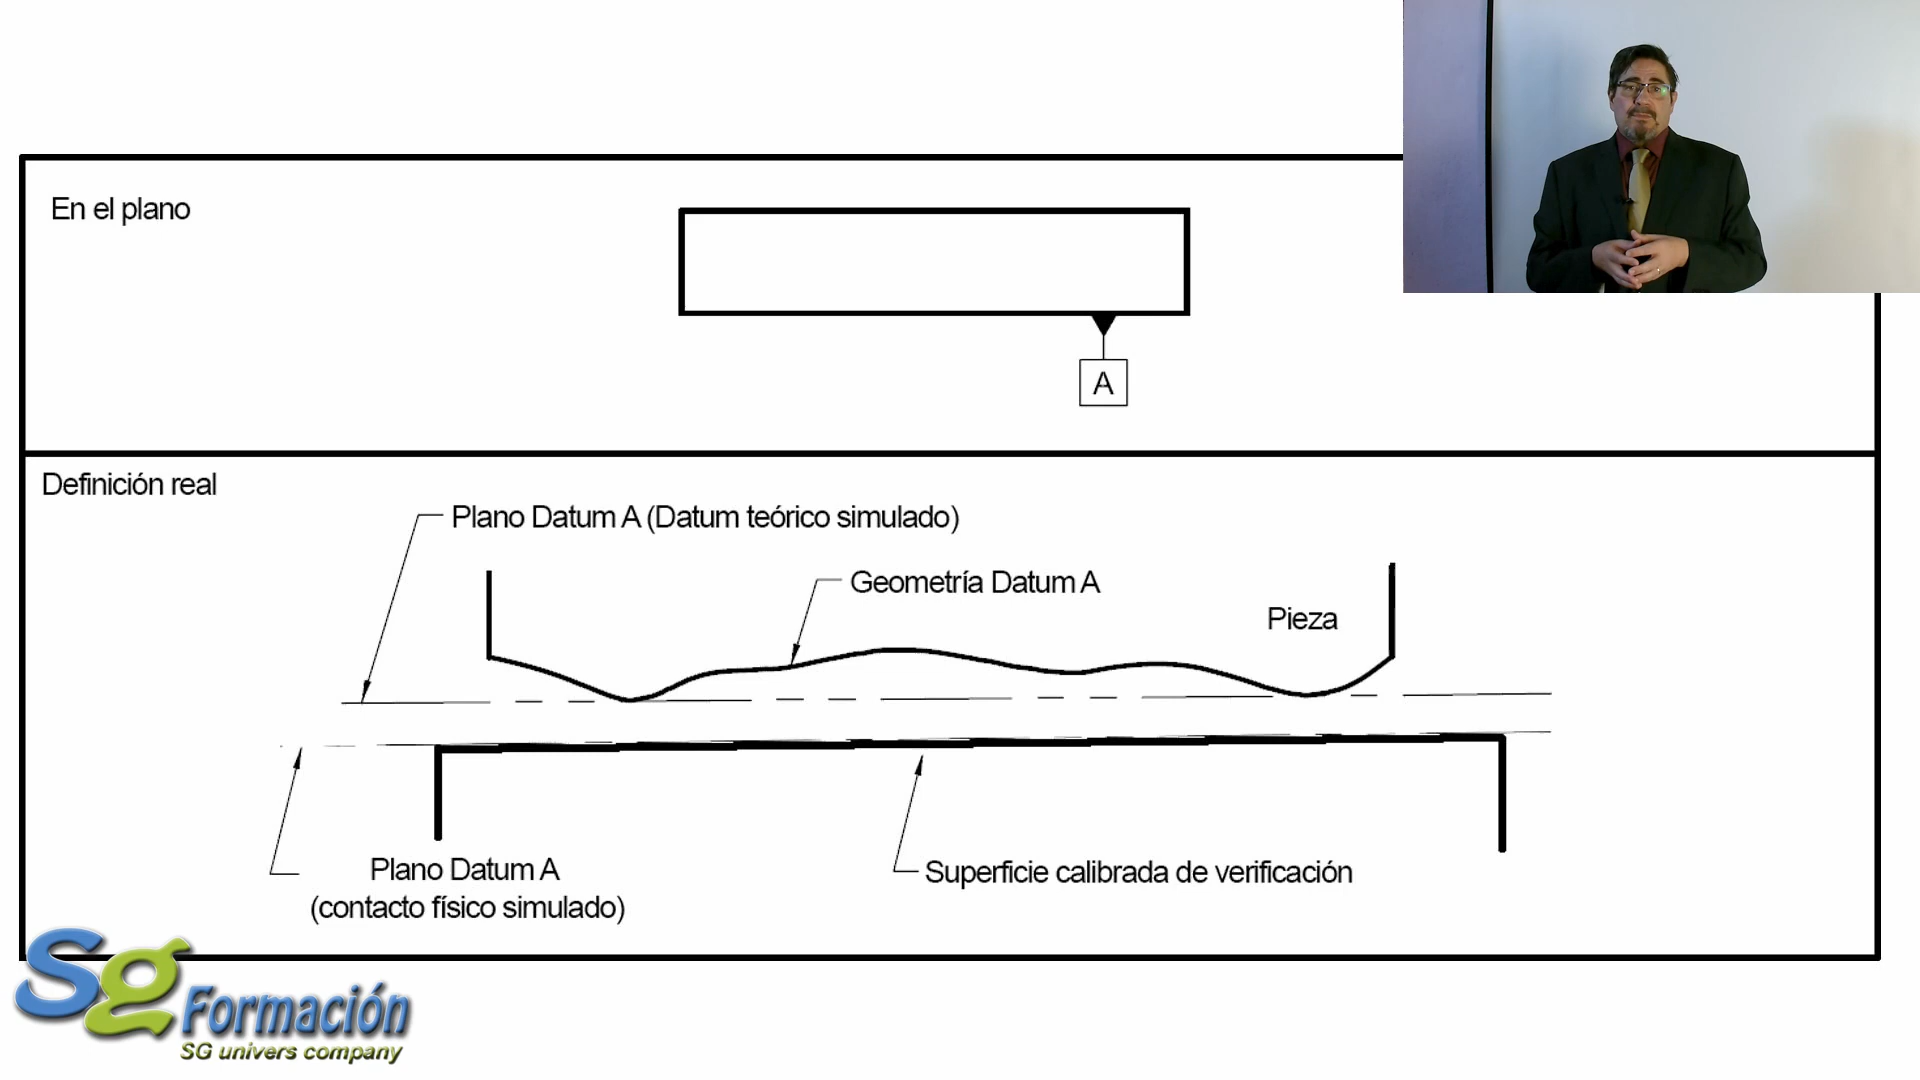 En el plano
A
Definición real
Plano Datum A (Datum teórico simulado)
Geometría Datum A
Pieza
Plano Datum A
(contacto físico simulado)
Superficie calibrada de verificación
Sg
Formación
SG univers company